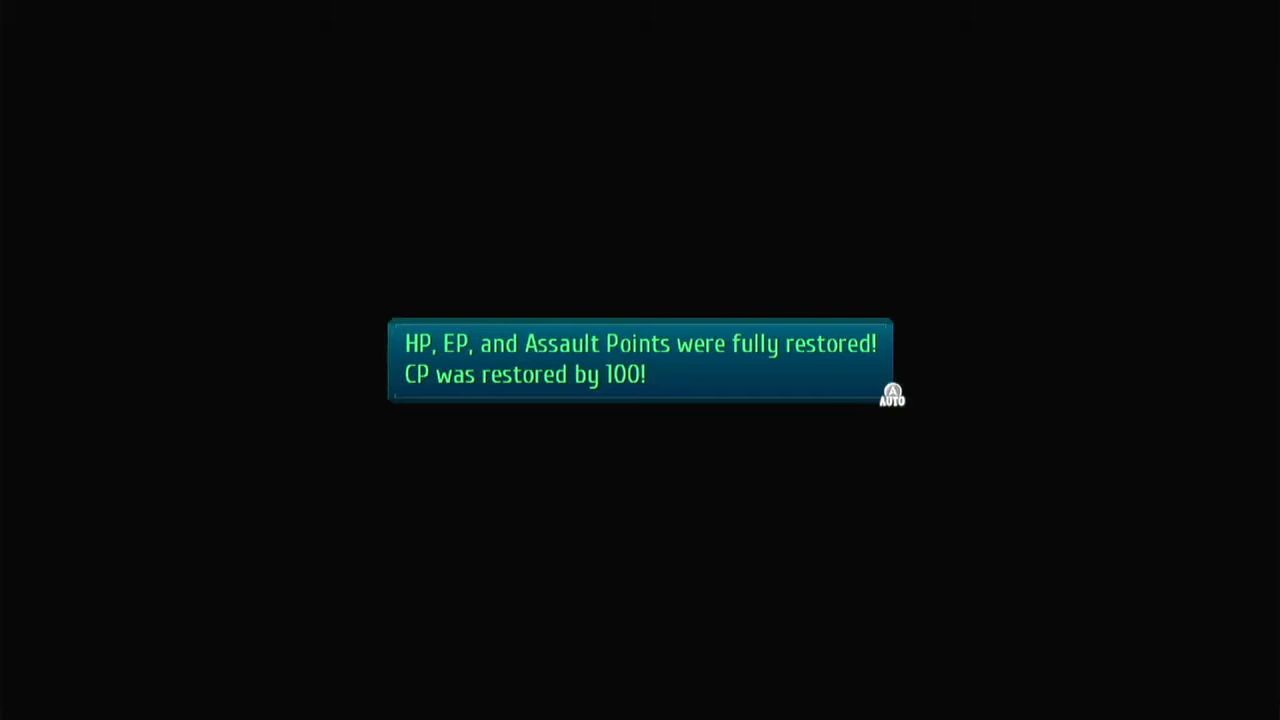 HP, EP, and Assault Points were fully restored!
CP was restored by 100!
A
AUTO